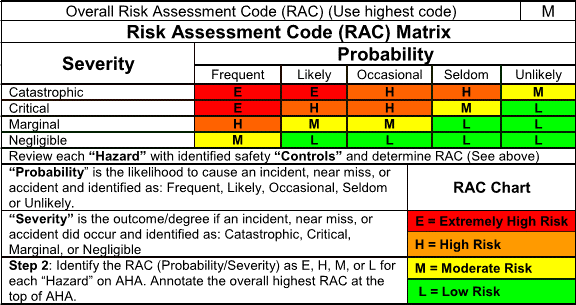 Overall Risk Assessment Code (RAC) (Use highest code) M
Risk Assessment Code (RAC) Matrix
Severity Probability
Frequent Likely Occasional Seldom Unlikely
Catastrophic E E H H M
Critical E H H M L
Marginal H M M L L
Negligible M L L L L
Review each “Hazard” with identified safety “Controls” and determine RAC (See above)
“Probability” is the likelihood to cause an incident, near miss, or
accident and identified as: Frequent, Likely, Occasional, Seldom
or Unlikely.
RAC Chart
“Severity” is the outcome/degree if an incident, near miss, or
accident did occur and identified as: Catastrophic, Critical,
Marginal, or Negligible
E = Extremely High Risk
H = High Risk
Step 2: Identify the RAC (Probability/Severity) as E, H, M, or L for
each “Hazard” on AHA. Annotate the overall highest RAC at the
top of AHA.
M = Moderate Risk
L = Low Risk